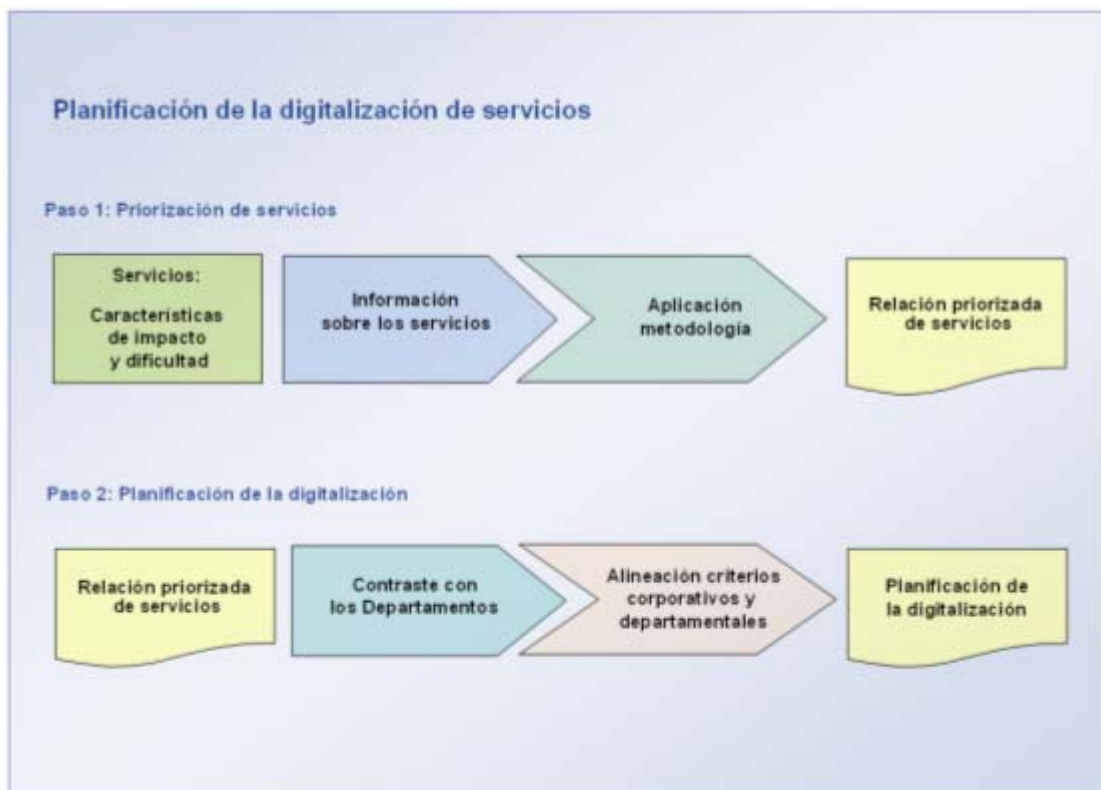 Planificación de la digitalización de servicios
Paso 1: Priorización de servicios
Servicios:
Características
de impacto
y dificultad
Información
sobre los servicios
Aplicación
metodología
Relación priorizada
de servicios
Paso 2: Planificación de la digitalización
Relación priorizada
de servicios
Contraste con
los Departamentos
Alineación criterios
corporativos y
departamentales
Planificación de
la digitalización